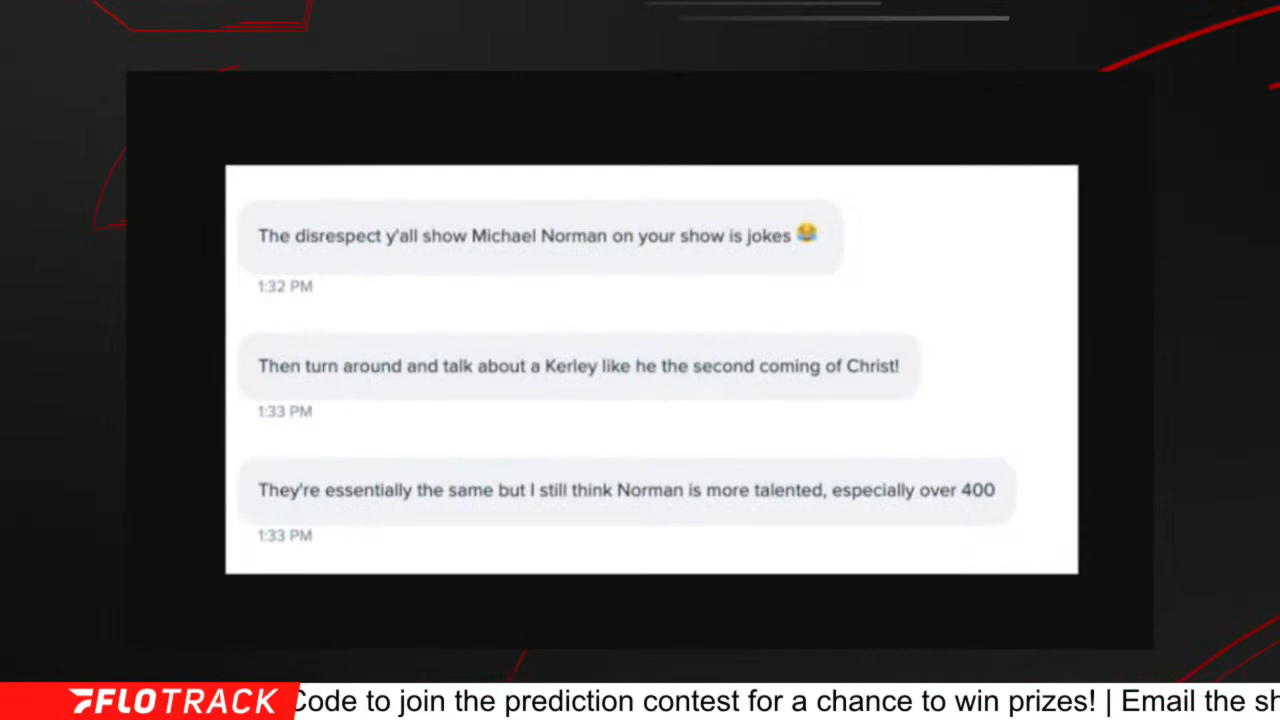 The disrespect y'all show Michael Norman on your show is jokes 😂
1:32 PM
Then turn around and talk about a Kerley like he the second coming of Christ!
1:33 PM
They're essentially the same but I still think Norman is more talented, especially over 400
1:33 PM
FLOTRACK
Code to join the prediction contest for a chance to win prizes! | Email the sh